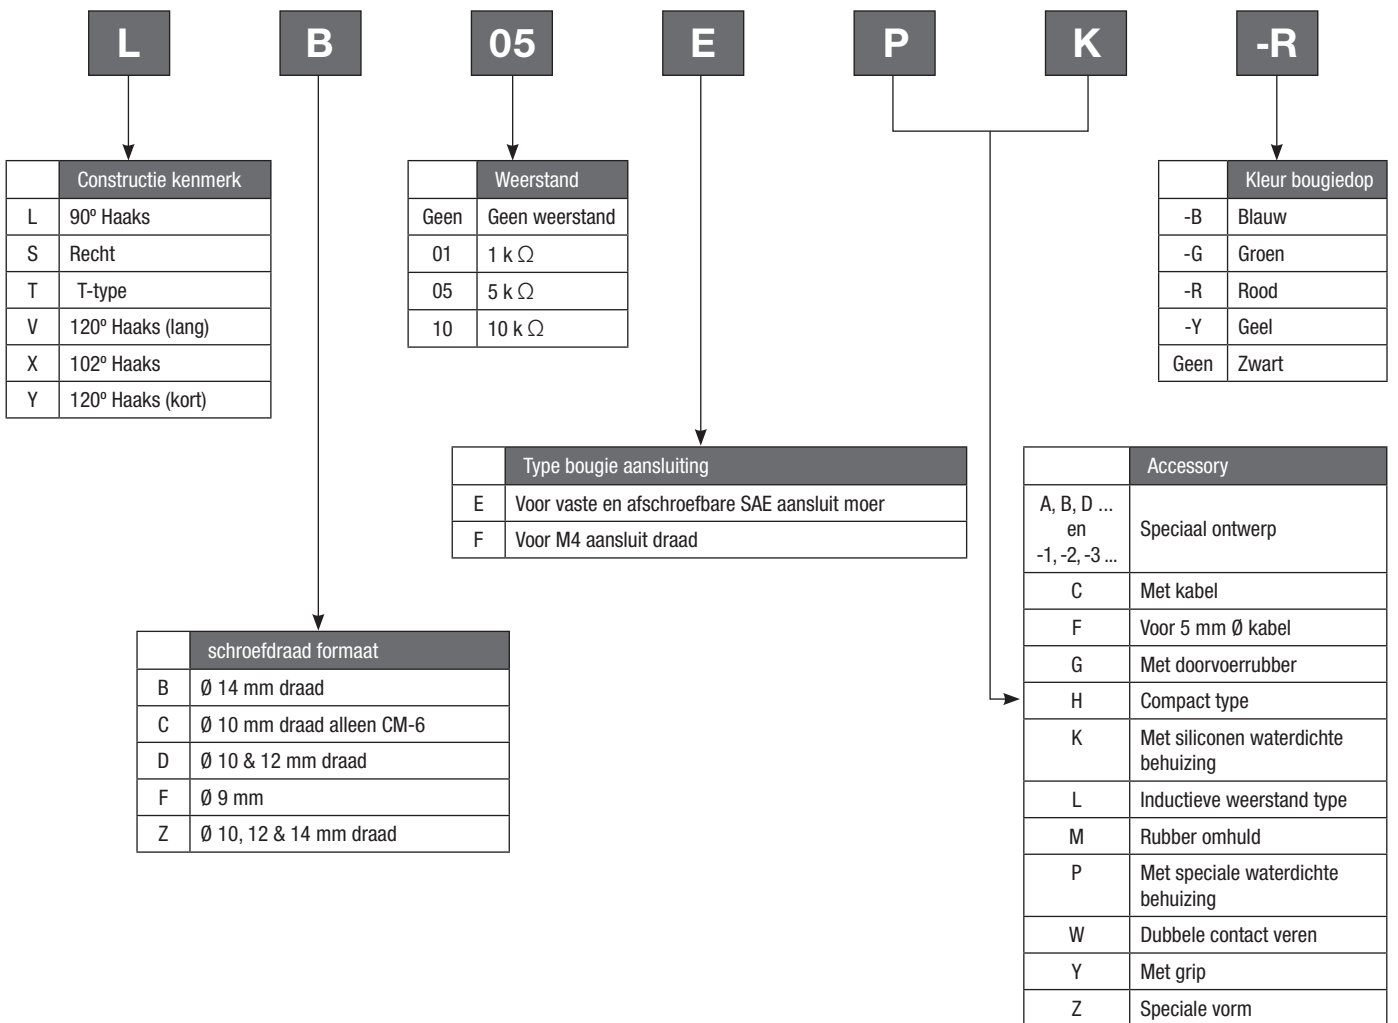 L B 05 E P K -R
Constructie kenmerk
L 90º Haaks
S Recht
T T-type
V 120º Haaks (lang)
X 102º Haaks
Y 120º Haaks (kort)
Weerstand
Geen Geen weerstand
01 1 k Ω
05 5 k Ω
10 10 k Ω
Kleur bougiedop
-B Blauw
-G Groen
-R Rood
-Y Geel
Geen Zwart
Type bougie aansluiting
E Voor vaste en afschroefbare SAE aansluit moer
F Voor M4 aansluit draad
schroefdraad formaat
B Ø 14 mm draad
C Ø 10 mm draad alleen CM-6
D Ø 10 & 12 mm draad
F Ø 9 mm
Z Ø 10, 12 & 14 mm draad
Accessory
A, B, D ...
en
-1, -2, -3 ...
Speciaal ontwerp
C Met kabel
F Voor 5 mm Ø kabel
G Met doorvoerrubber
H Compact type
K Met siliconen waterdichte
behuizing
L Inductieve weerstand type
M Rubber omhuld
P Met speciale waterdichte
behuizing
W Dubbele contact veren
Y Met grip
Z Speciale vorm